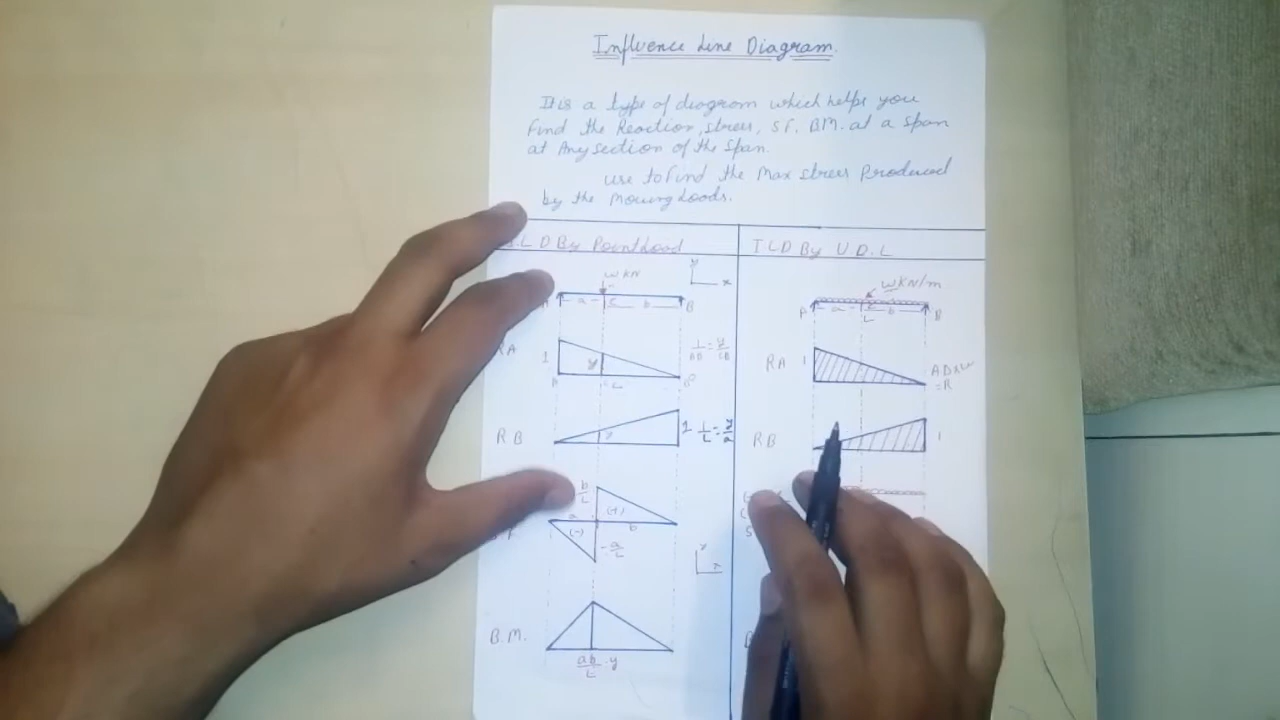 Influence Line Diagram.
It is a type of diagram which helps you
Find the Reaction, stress, S.F. B.M. at a span
at Any section of the span.
use to find the Max stress Produced
by the Moving Loads.
L D By Point Load
I L D By U.D.L
W KN
y
x
a
c
b
B
RA
1
y
A
L
B
1/AB = y/CB
R.B
y
1
1/L = y/a
b/L
a
(+)
(-)
b
-a/L
y
x
B.M.
ab/L . y
w KN/m
A
a
c
b
B
L
RA
1
= R
RB
1